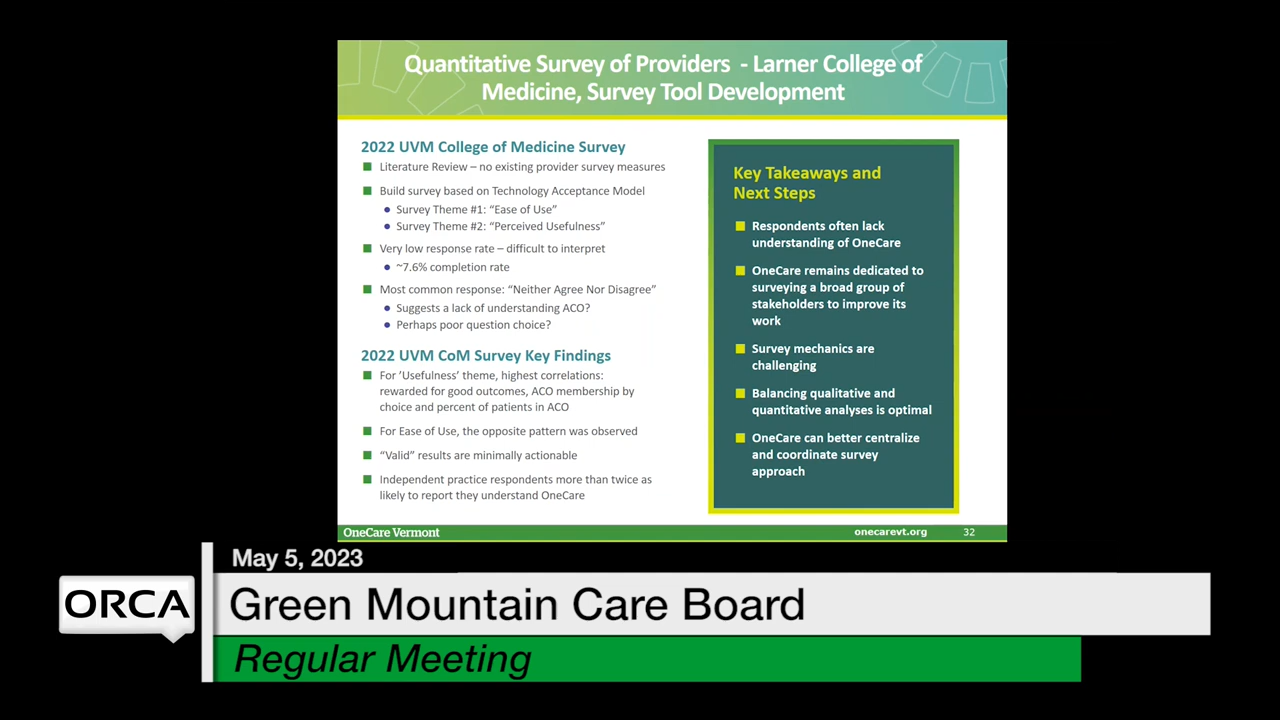 Quantitative Survey of Providers - Larner College of
Medicine, Survey Tool Development
2022 UVM College of Medicine Survey
Literature Review – no existing provider survey measures
Build survey based on Technology Acceptance Model
Survey Theme #1: “Ease of Use”
Survey Theme #2: “Perceived Usefulness”
Very low response rate – difficult to interpret
~7.6% completion rate
Most common response: “Neither Agree Nor Disagree”
Suggests a lack of understanding ACO?
Perhaps poor question choice?
2022 UVM CoM Survey Key Findings
For ‘Usefulness’ theme, highest correlations:
rewarded for good outcomes, ACO membership by
choice and percent of patients in ACO
For Ease of Use, the opposite pattern was observed
“Valid” results are minimally actionable
Independent practice respondents more than twice as
likely to report they understand OneCare
Key Takeaways and
Next Steps
Respondents often lack
understanding of OneCare
OneCare remains dedicated to
surveying a broad group of
stakeholders to improve its
work
Survey mechanics are
challenging
Balancing qualitative and
quantitative analyses is optimal
OneCare can better centralize
and coordinate survey
approach
OneCare Vermont
onecarevt.org
32
May 5, 2023
ORCA
Green Mountain Care Board
Regular Meeting